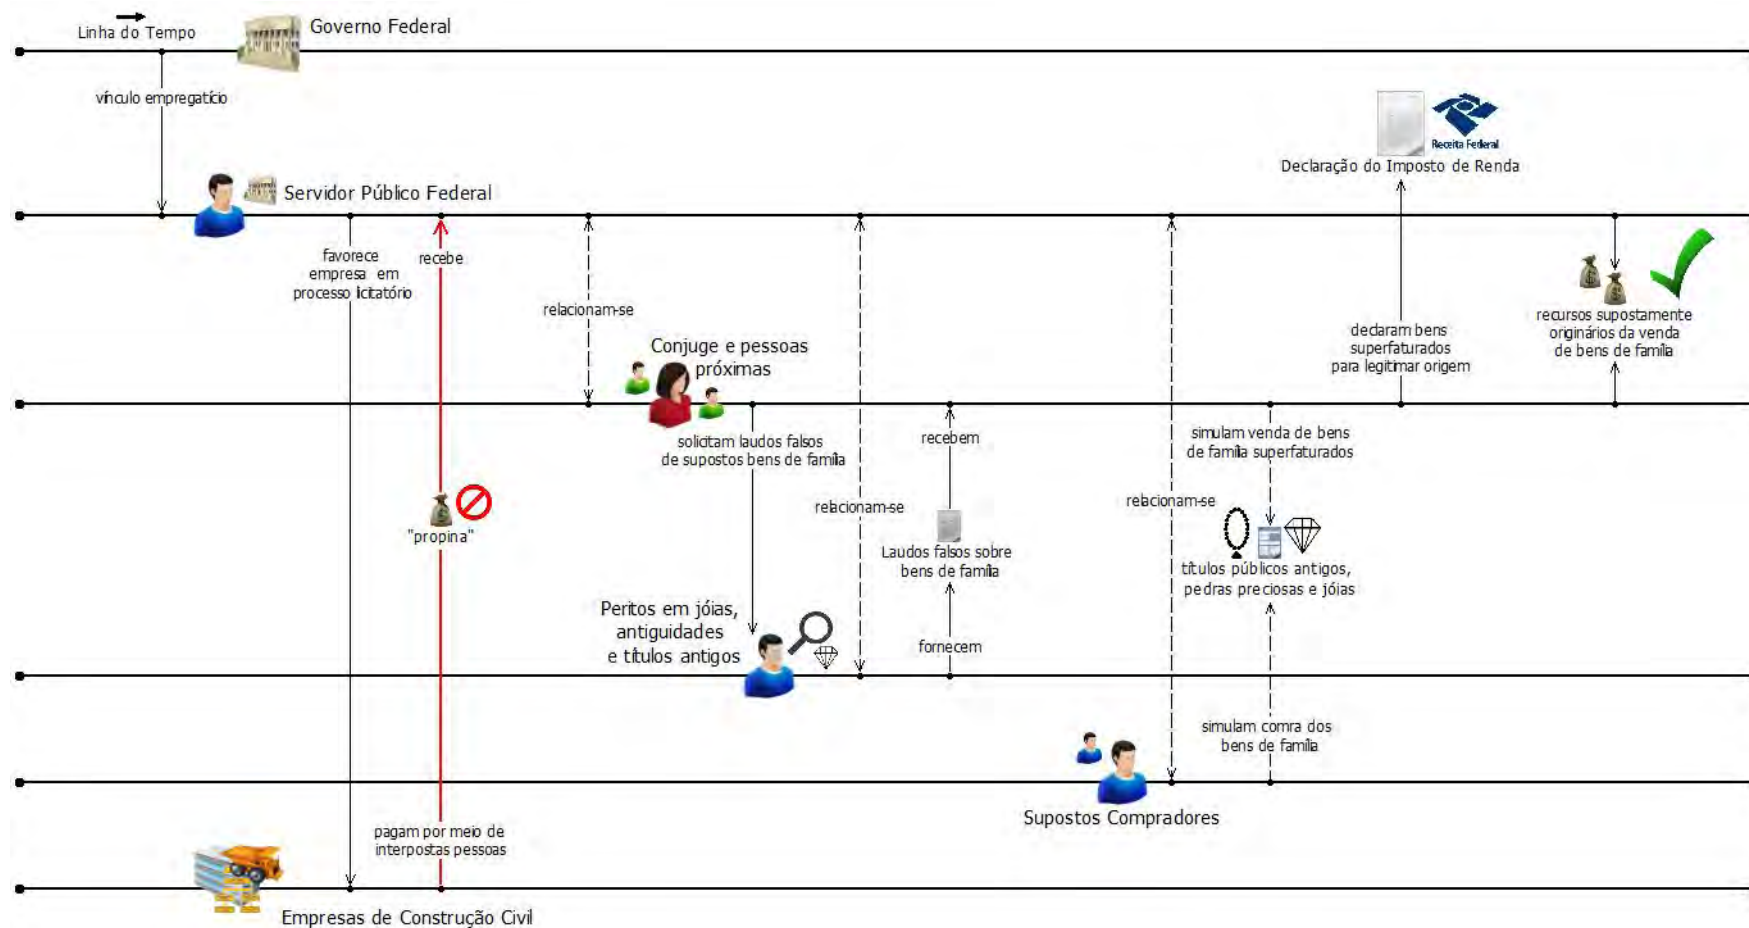 Linha do Tempo
Governo Federal
vínculo empregatício
Receita Federal
Declaração do Imposto de Renda
Servidor Público Federal
favorece
empresa em
processo licitatório
recebe
relacionam-se
Conjuge e pessoas
próximas
declaram bens
superfaturados
para legitimar origem
recursos supostamente
originários da venda
de bens de família
solicitam laudos falsos
de supostos bens de família
recebem
simulam venda de bens
de família superfaturados
relacionam-se
relacionam-se
"propina"
Laudos falsos sobre
bens de família
títulos públicos antigos,
pedras preciosas e jóias
Peritos em jóias,
antiguidades
e títulos antigos
fornecem
simulam comra dos
bens de família
Supostos Compradores
pagam por meio de
interpostas pessoas
Empresas de Construção Civil